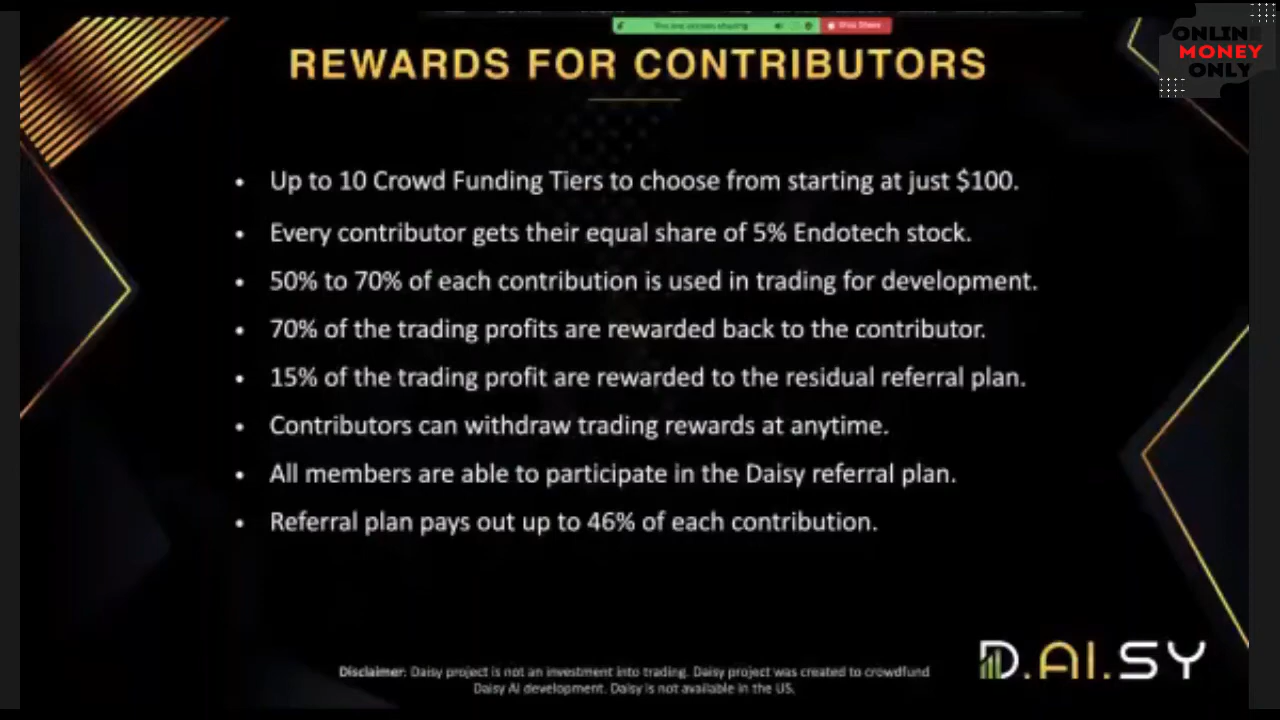 ONLINE
MONEY
ONLY
REWARDS FOR CONTRIBUTORS
• Up to 10 Crowd Funding Tiers to choose from starting at just $100.
• Every contributor gets their equal share of 5% Endotech stock.
• 50% to 70% of each contribution is used in trading for development.
• 70% of the trading profits are rewarded back to the contributor.
• 15% of the trading profit are rewarded to the residual referral plan.
• Contributors can withdraw trading rewards at anytime.
• All members are able to participate in the Daisy referral plan.
• Referral plan pays out up to 46% of each contribution.
D.AI.SY
Disclaimer: Daisy project is not an investment into trading. Daisy project was created to crowdfund
Daisy AI development. Daisy is not available in the US.